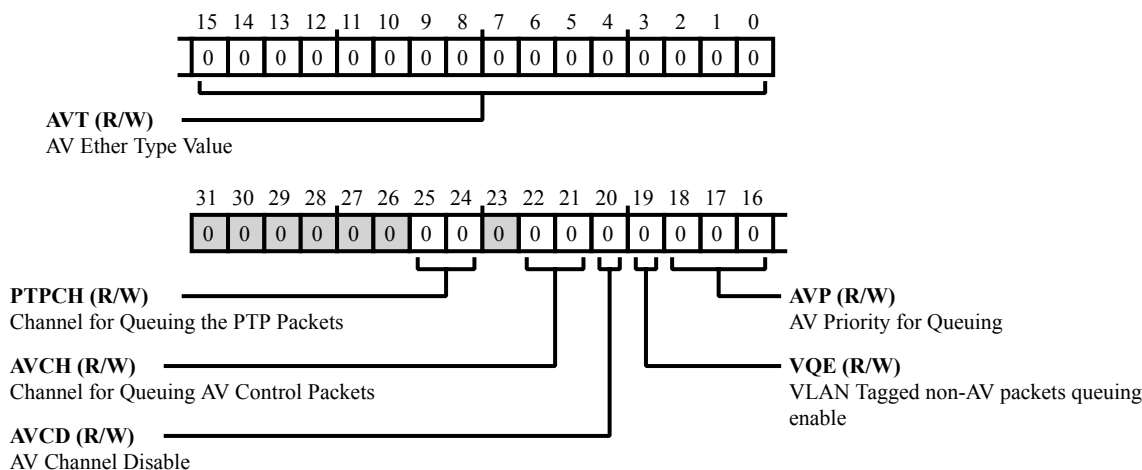 15 14 13 12 11 10 9 8 7 6 5 4 3 2 1 0
0 0 0 0 0 0 0 0 0 0 0 0 0 0 0 0
AVT (R/W)
AV Ether Type Value
31 30 29 28 27 26 25 24 23 22 21 20 19 18 17 16
0 0 0 0 0 0 0 0 0 0 0 0 0 0 0 0
PTPCH (R/W)
Channel for Queuing the PTP Packets
AVP (R/W)
AV Priority for Queuing
AVCH (R/W)
Channel for Queuing AV Control Packets
VQE (R/W)
VLAN Tagged non-AV packets queuing
enable
AVCD (R/W)
AV Channel Disable